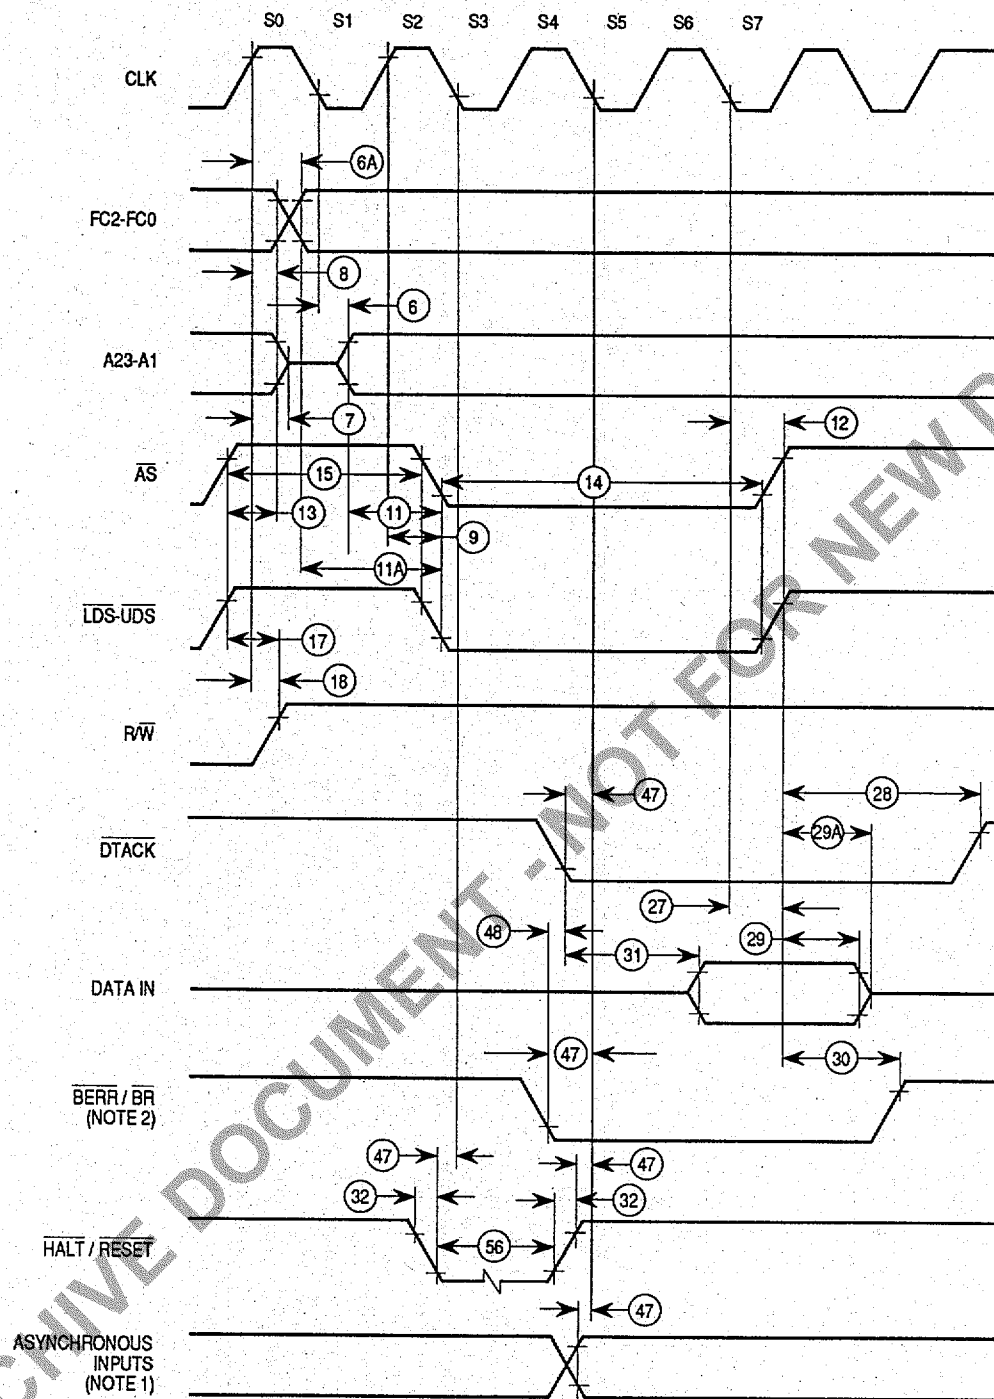 S0 S1 S2 S3 S4 S5 S6 S7
CLK
6A
FC2-FC0
8
6
A23-A1
7
12
AS
15
14
13
11
9
11A
LDS-UDS
17
18
R/W
47
28
DTACK
29A
27
48
29
31
DATA IN
47
30
BERR / BR
(NOTE 2)
47
47
32
32
HALT / RESET
56
47
ASYNCHRONOUS
INPUTS
(NOTE 1)
CHIVE DOCUMENT - NOT FOR NEW D